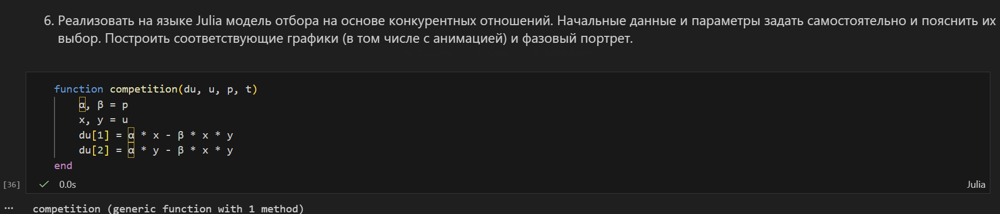 6. Реализовать на языке Julia модель отбора на основе конкурентных отношений. Начальные данные и параметры задать самостоятельно и пояснить их
выбор. Построить соответствующие графики (в том числе с анимацией) и фазовый портрет.
function competition(du, u, p, t)
    α, β = p
    x, y = u
    du[1] = α * x - β * x * y
    du[2] = α * y - β * x * y
end
[36] ✓ 0.0s Julia
... competition (generic function with 1 method)